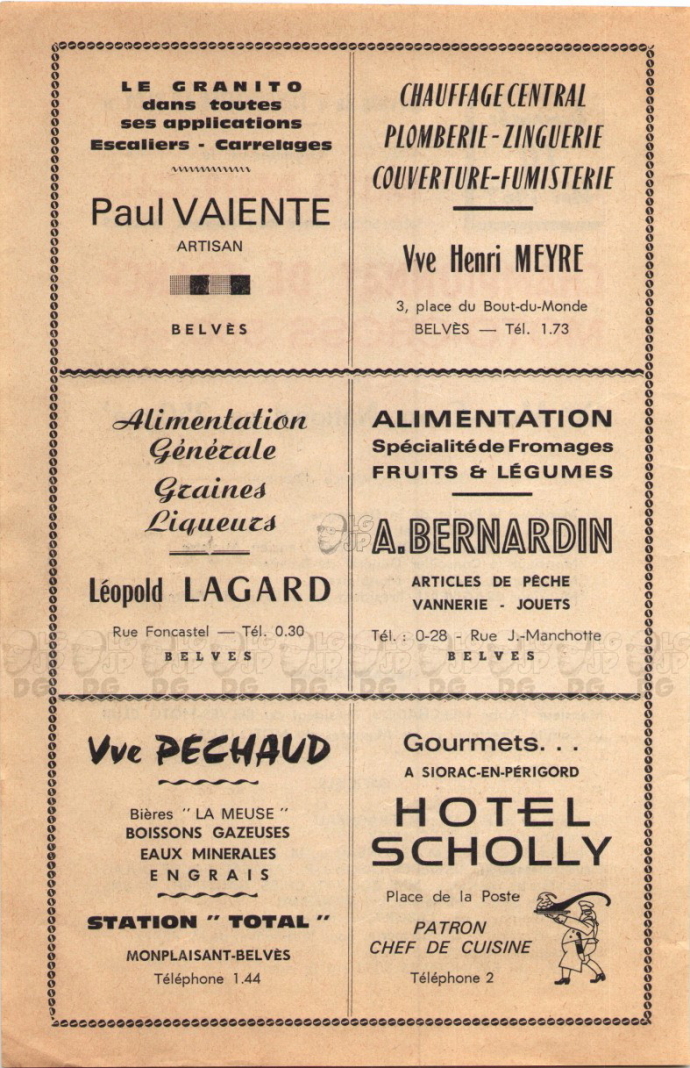 LE GRANITO
dans toutes
ses applications
Escaliers - Carrelages
Paul VAIENTE
ARTISAN
BELVÈS
CHAUFFAGE CENTRAL
PLOMBERIE - ZINGUERIE
COUVERTURE-FUMISTERIE
Vve Henri MEYRE
3, place du Bout-du-Monde
BELVÈS — Tél. 1.73
Alimentation
Générale
Graines
Liqueurs
Léopold LAGARD
Rue Foncastel — Tél. 0.30
BELVES
ALIMENTATION
Spécialité de Fromages
FRUITS & LÉGUMES
A. BERNARDIN
ARTICLES DE PÊCHE
VANNERIE - JOUETS
Tél. : 0-28 - Rue J.-Manchotte
BELVES
Vve PECHAUD
Bières " LA MEUSE "
BOISSONS GAZEUSES
EAUX MINERALES
ENGRAIS
STATION " TOTAL "
MONPLAISANT-BELVÈS
Téléphone 1.44
Gourmets. . .
A SIORAC-EN-PÉRIGORD
HOTEL
SCHOLLY
Place de la Poste
PATRON
CHEF DE CUISINE
Téléphone 2